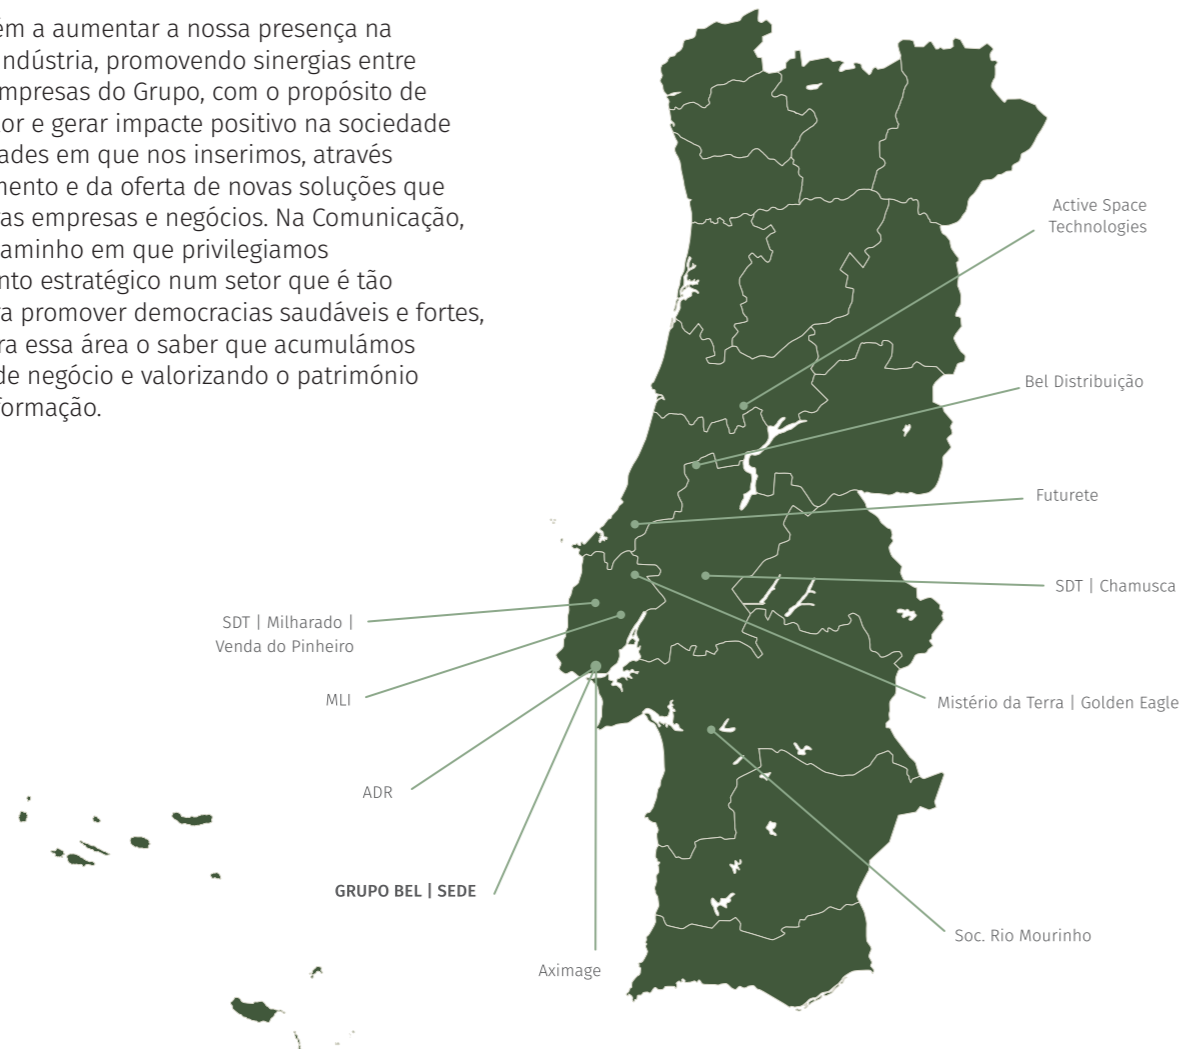 ém a aumentar a nossa presença na
indústria, promovendo sinergias entre
mpresas do Grupo, com o propósito de
or e gerar impacte positivo na sociedade
ades em que nos inserimos, através
mento e da oferta de novas soluções que
as empresas e negócios. Na Comunicação,
aminho em que privilegiamos
nto estratégico num setor que é tão
a promover democracias saudáveis e fortes,
ra essa área o saber que acumulámos
de negócio e valorizando o património
formação.
Active Space
Technologies
Bel Distribuição
Futurete
SDT | Chamusca
SDT | Milharado |
Venda do Pinheiro
MLI
Mistério da Terra | Golden Eagle
ADR
GRUPO BEL | SEDE
Soc. Rio Mourinho
Aximage